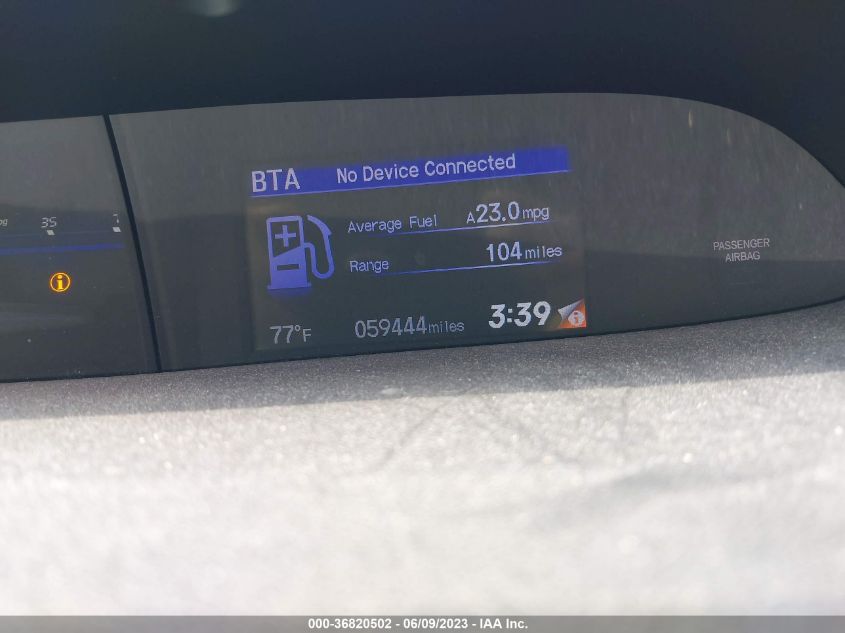 BTA No Device Connected
Average Fuel A23.0mpg
Range 104miles
35
i
PASSENGER
AIRBAG
77°F 059444miles 3:39 i
000-36820502 - 06/09/2023 - IAA Inc.